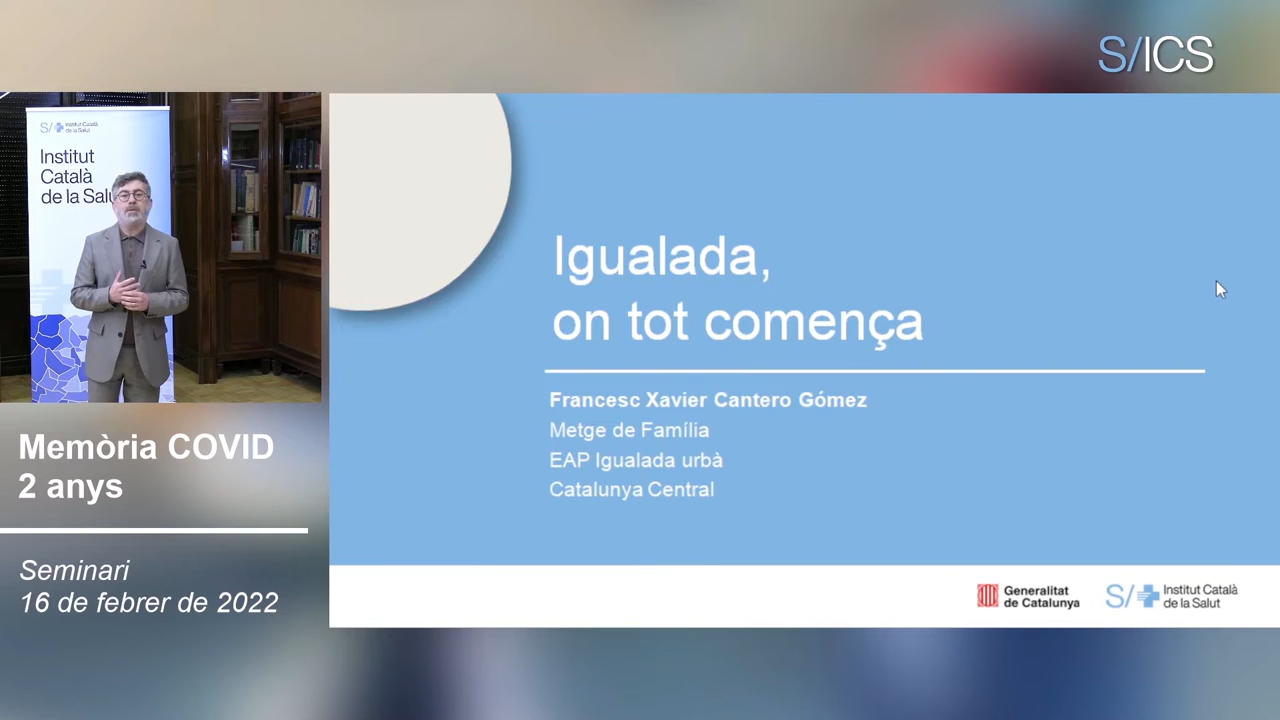 S/ICS
S/ Institut Català
de la Salut
Institut
Català
de la Salu
Igualada,
on tot comença
Francesc Xavier Cantero Gómez
Metge de Família
EAP Igualada urbà
Catalunya Central
Memòria COVID
2 anys
Seminari
16 de febrer de 2022
Generalitat
de Catalunya
S/ Institut Català
de la Salut